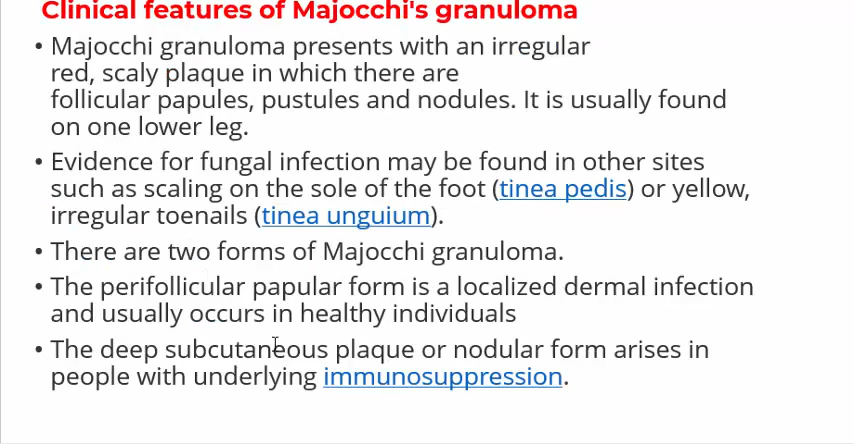 Clinical features of Majocchi's granuloma
• Majocchi granuloma presents with an irregular
red, scaly plaque in which there are
follicular papules, pustules and nodules. It is usually found
on one lower leg.
• Evidence for fungal infection may be found in other sites
such as scaling on the sole of the foot (tinea pedis) or yellow,
irregular toenails (tinea unguium).
• There are two forms of Majocchi granuloma.
• The perifollicular papular form is a localized dermal infection
and usually occurs in healthy individuals
• The deep subcutaneous plaque or nodular form arises in
people with underlying immunosuppression.